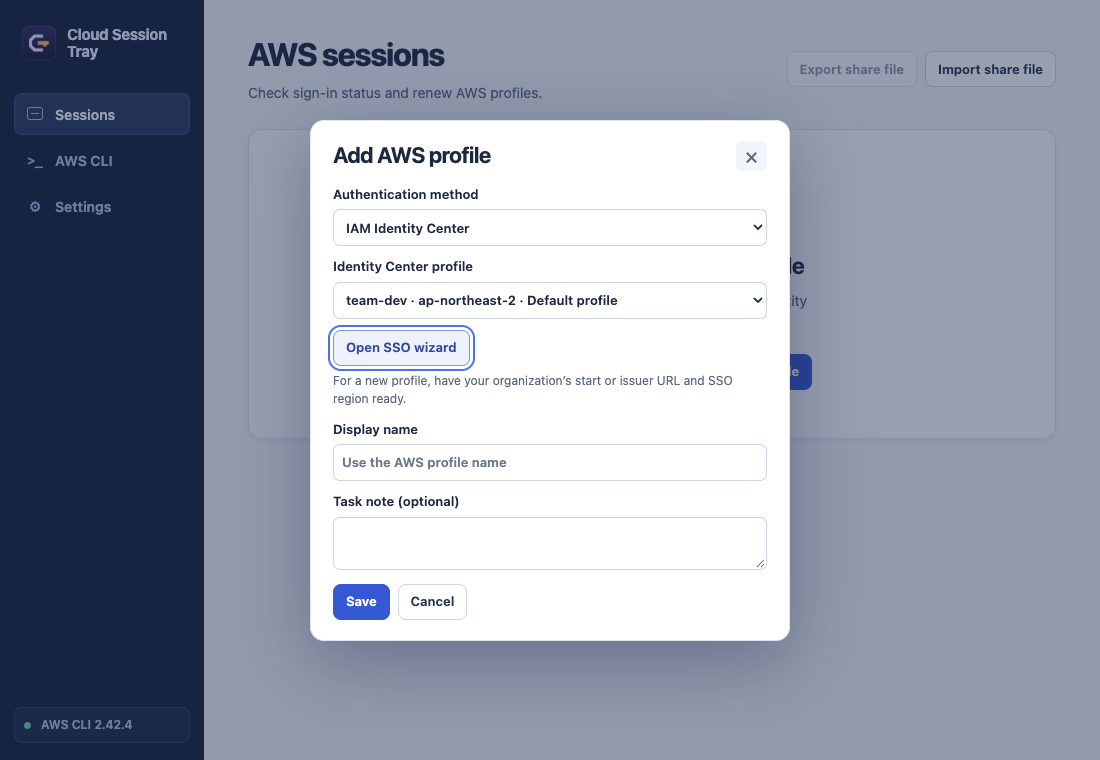 Cloud Session
Tray
Sessions
>_ AWS CLI
Settings
AWS CLI 2.42.4
AWS sessions
Check sign-in status and renew AWS profiles.
Export share file
Import share file
Add AWS profile
Authentication method
IAM Identity Center
Identity Center profile
team-dev · ap-northeast-2 · Default profile
Open SSO wizard
For a new profile, have your organization's start or issuer URL and SSO
region ready.
Display name
Use the AWS profile name
Task note (optional)
Save
Cancel